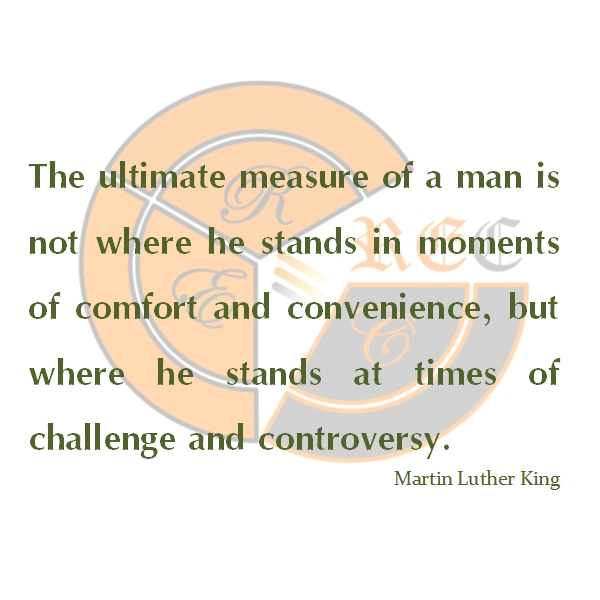 The ultimate measure of a man is
not where he stands in moments
of comfort and convenience, but
where he stands at times of
challenge and controversy.
Martin Luther King
REC
R
E
C